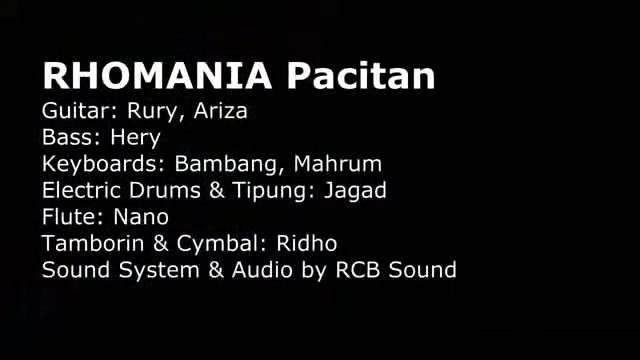 RHOMANIA Pacitan
Guitar: Rury, Ariza
Bass: Hery
Keyboards: Bambang, Mahrum
Electric Drums & Tipung: Jagad
Flute: Nano
Tamborin & Cymbal: Ridho
Sound System & Audio by RCB Sound